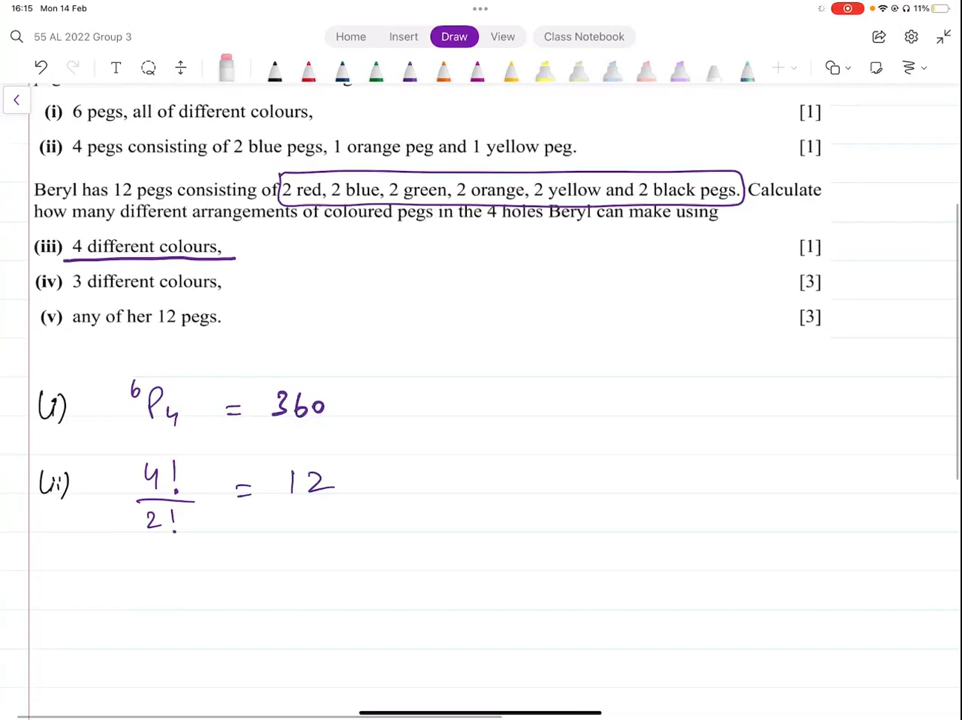 16:15 Mon 14 Feb
11%
55 AL 2022 Group 3
Home Insert Draw View Class Notebook
(i) 6 pegs, all of different colours, [1]
(ii) 4 pegs consisting of 2 blue pegs, 1 orange peg and 1 yellow peg. [1]
Beryl has 12 pegs consisting of 2 red, 2 blue, 2 green, 2 orange, 2 yellow and 2 black pegs. Calculate
how many different arrangements of coloured pegs in the 4 holes Beryl can make using
(iii) 4 different colours, [1]
(iv) 3 different colours, [3]
(v) any of her 12 pegs. [3]
(i) ⁶P₄ = 360
(ii) 4!/2! = 12